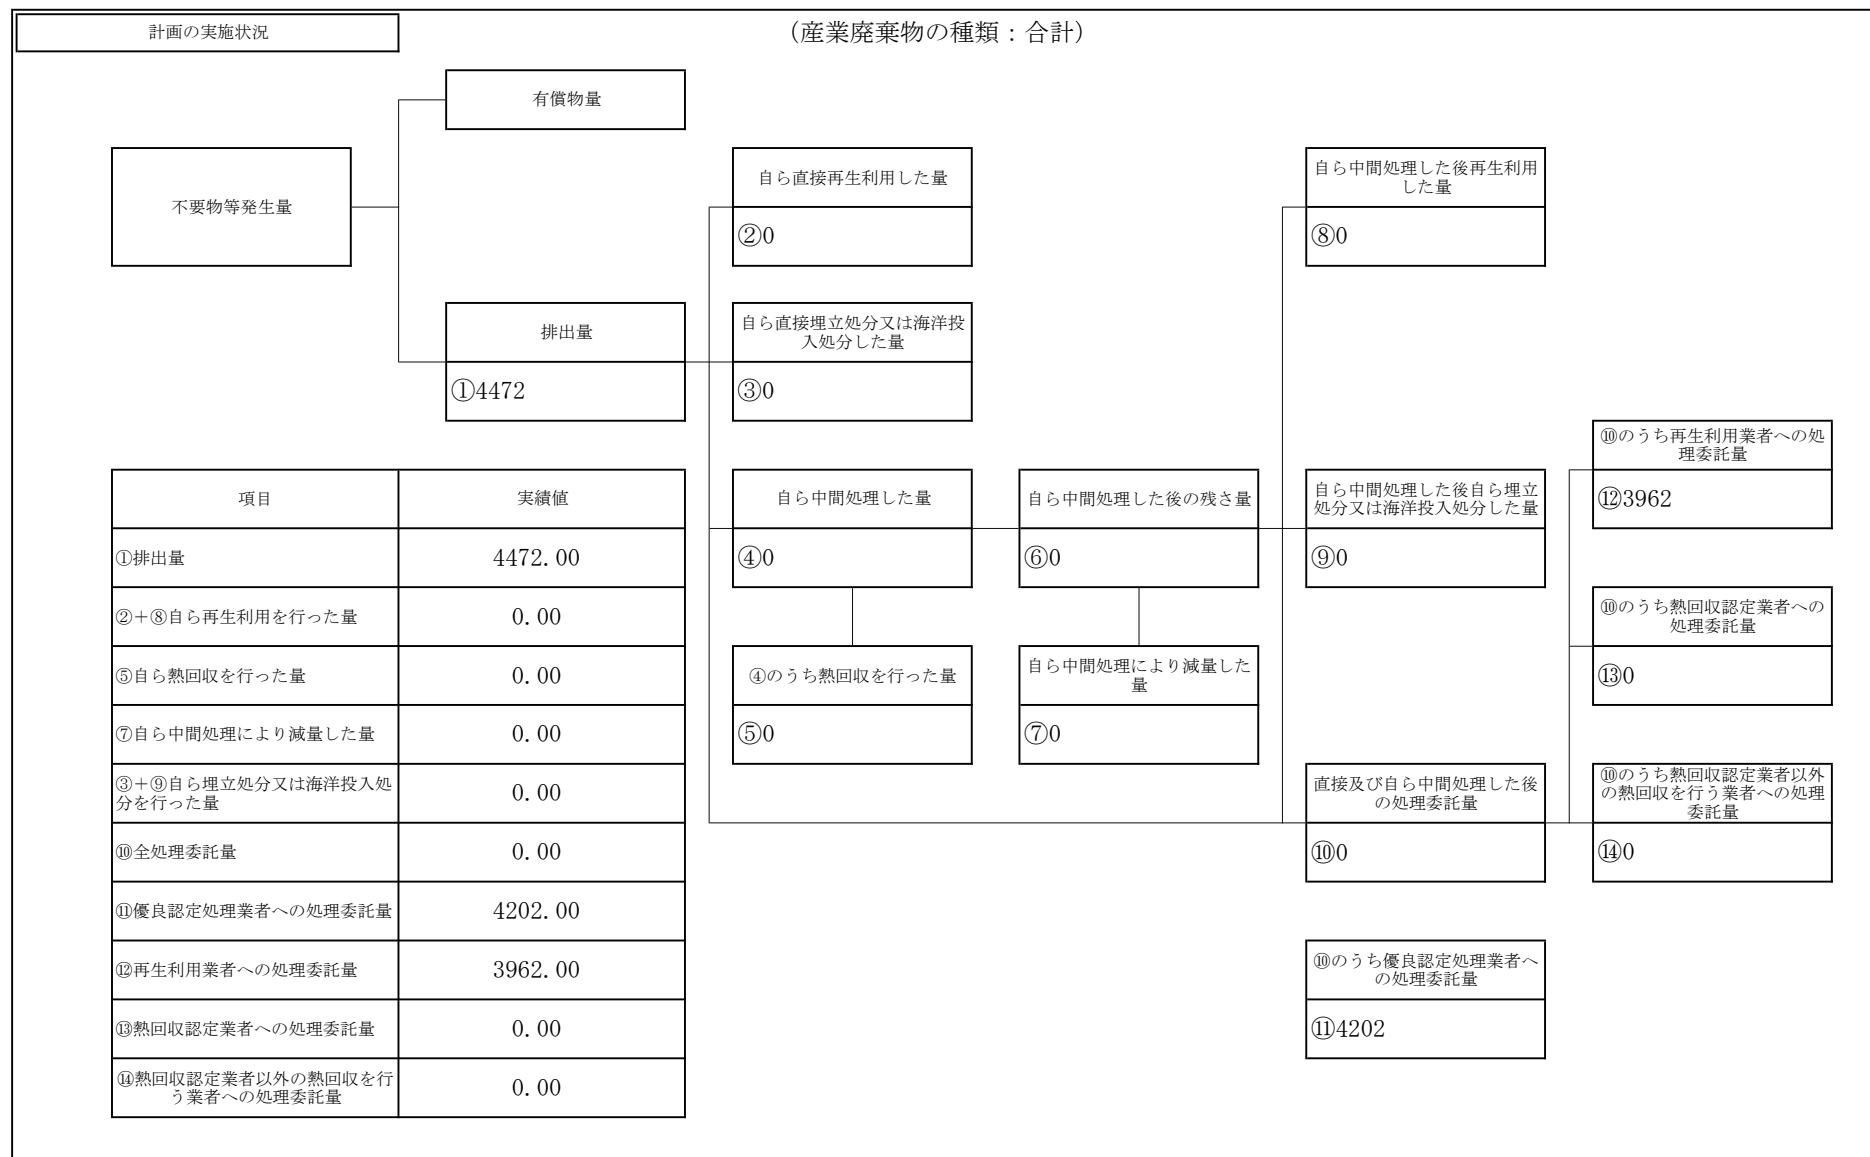 計画の実施状況
（産業廃棄物の種類：合計）
有償物量
不要物等発生量
自ら直接再生利用した量
②0
自ら中間処理した後再生利用
した量
⑧0
排出量
①4472
自ら直接埋立処分又は海洋投
入処分した量
③0
⑩のうち再生利用業者への処
理委託量
⑫3962
自ら中間処理した量
④0
自ら中間処理した後の残さ量
⑥0
自ら中間処理した後自ら埋立
処分又は海洋投入処分した量
⑨0
⑩のうち熱回収認定業者への
処理委託量
⑬0
④のうち熱回収を行った量
⑤0
自ら中間処理により減量した
量
⑦0
直接及び自ら中間処理した後
の処理委託量
⑩0
⑩のうち熱回収認定業者以外
の熱回収を行う業者への処理
委託量
⑭0
⑩のうち優良認定処理業者へ
の処理委託量
⑪4202
項目 実績値
①排出量 4472.00
②＋⑧自ら再生利用を行った量 0.00
⑤自ら熱回収を行った量 0.00
⑦自ら中間処理により減量した量 0.00
③＋⑨自ら埋立処分又は海洋投入処
分を行った量 0.00
⑩全処理委託量 0.00
⑪優良認定処理業者への処理委託量 4202.00
⑫再生利用業者への処理委託量 3962.00
⑬熱回収認定業者への処理委託量 0.00
⑭熱回収認定業者以外の熱回収を行
う業者への処理委託量 0.00